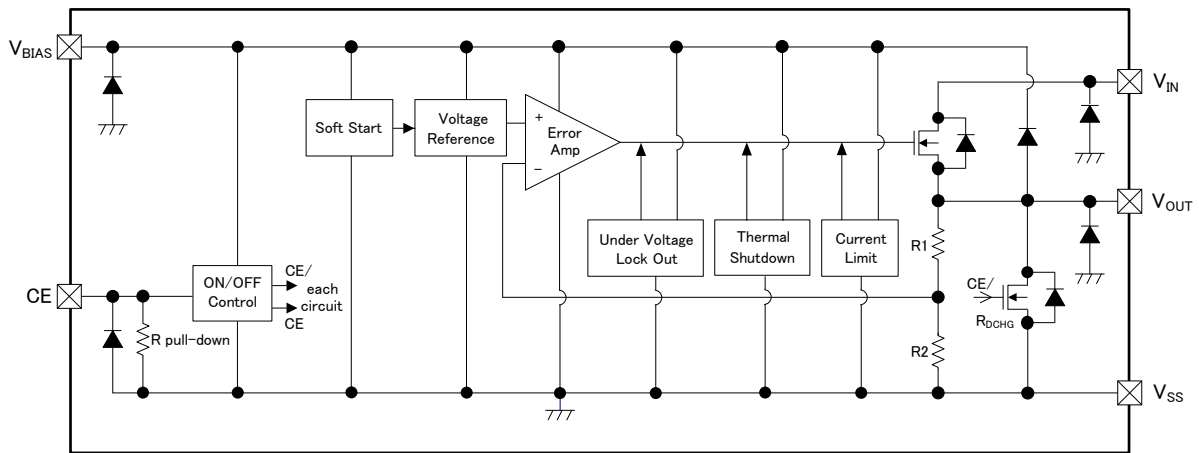 VBIAS
VIN
Soft Start
Voltage
Reference
+
Error
Amp
−
VOUT
Under Voltage
Lock Out
Thermal
Shutdown
Current
Limit
R1
CE
ON/OFF
Control
CE/
each
circuit
CE
CE/
RDCHG
R pull-down
R2
VSS